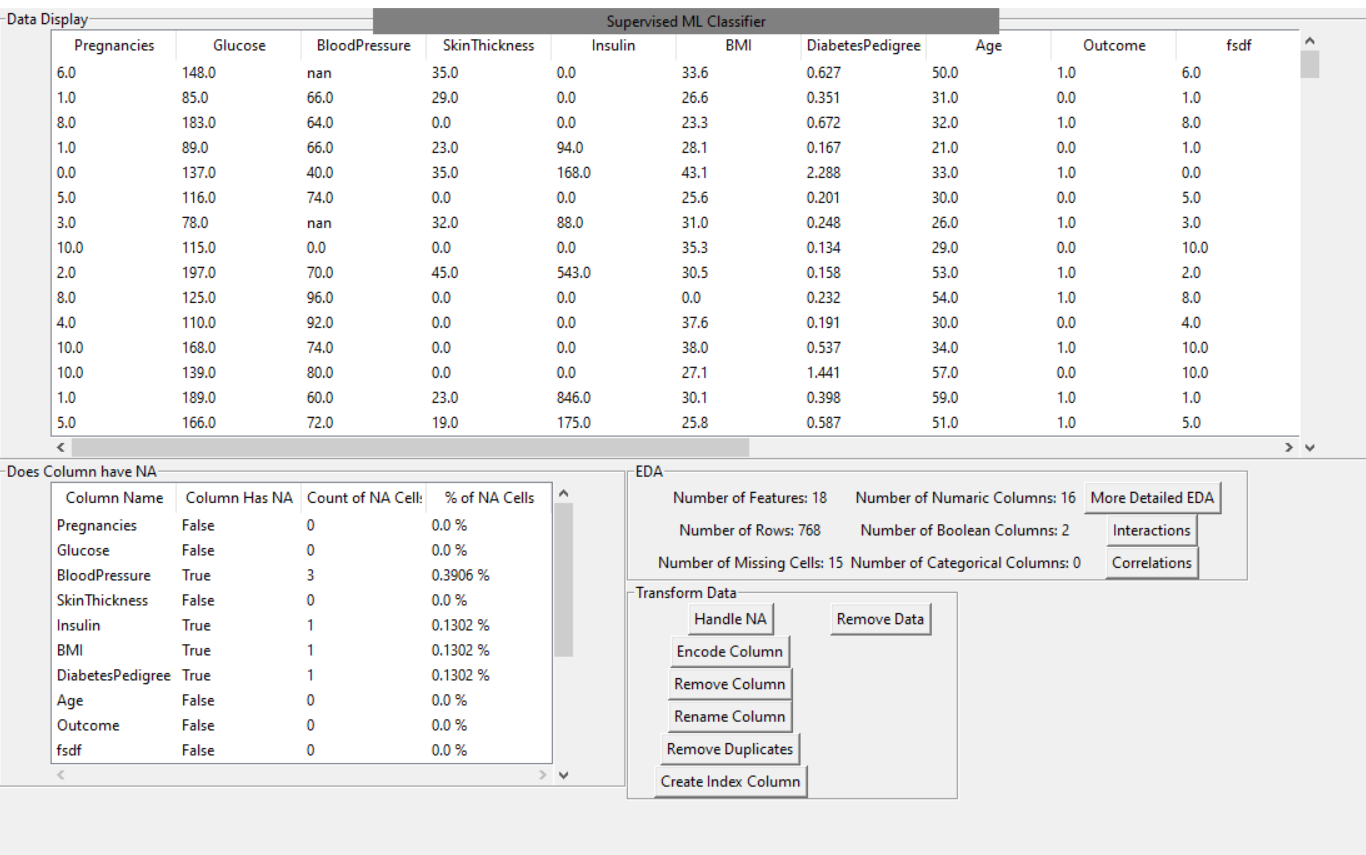 Data Display
Supervised ML Classifier
Pregnancies Glucose BloodPressure SkinThickness Insulin BMI DiabetesPedigree Age Outcome fsdf
6.0 148.0 nan 35.0 0.0 33.6 0.627 50.0 1.0 6.0
1.0 85.0 66.0 29.0 0.0 26.6 0.351 31.0 0.0 1.0
8.0 183.0 64.0 0.0 0.0 23.3 0.672 32.0 1.0 8.0
1.0 89.0 66.0 23.0 94.0 28.1 0.167 21.0 0.0 1.0
0.0 137.0 40.0 35.0 168.0 43.1 2.288 33.0 1.0 0.0
5.0 116.0 74.0 0.0 0.0 25.6 0.201 30.0 0.0 5.0
3.0 78.0 nan 32.0 88.0 31.0 0.248 26.0 1.0 3.0
10.0 115.0 0.0 0.0 0.0 35.3 0.134 29.0 0.0 10.0
2.0 197.0 70.0 45.0 543.0 30.5 0.158 53.0 1.0 2.0
8.0 125.0 96.0 0.0 0.0 0.0 0.232 54.0 1.0 8.0
4.0 110.0 92.0 0.0 0.0 37.6 0.191 30.0 0.0 4.0
10.0 168.0 74.0 0.0 0.0 38.0 0.537 34.0 1.0 10.0
10.0 139.0 80.0 0.0 0.0 27.1 1.441 57.0 0.0 10.0
1.0 189.0 60.0 23.0 846.0 30.1 0.398 59.0 1.0 1.0
5.0 166.0 72.0 19.0 175.0 25.8 0.587 51.0 1.0 5.0
Does Column have NA
Column Name Column Has NA Count of NA Cells % of NA Cells
Pregnancies False 0 0.0 %
Glucose False 0 0.0 %
BloodPressure True 3 0.3906 %
SkinThickness False 0 0.0 %
Insulin True 1 0.1302 %
BMI True 1 0.1302 %
DiabetesPedigree True 1 0.1302 %
Age False 0 0.0 %
Outcome False 0 0.0 %
fsdf False 0 0.0 %
EDA
Number of Features: 18 Number of Numaric Columns: 16 More Detailed EDA
Number of Rows: 768 Number of Boolean Columns: 2 Interactions
Number of Missing Cells: 15 Number of Categorical Columns: 0 Correlations
Transform Data
Handle NA Remove Data
Encode Column
Remove Column
Rename Column
Remove Duplicates
Create Index Column